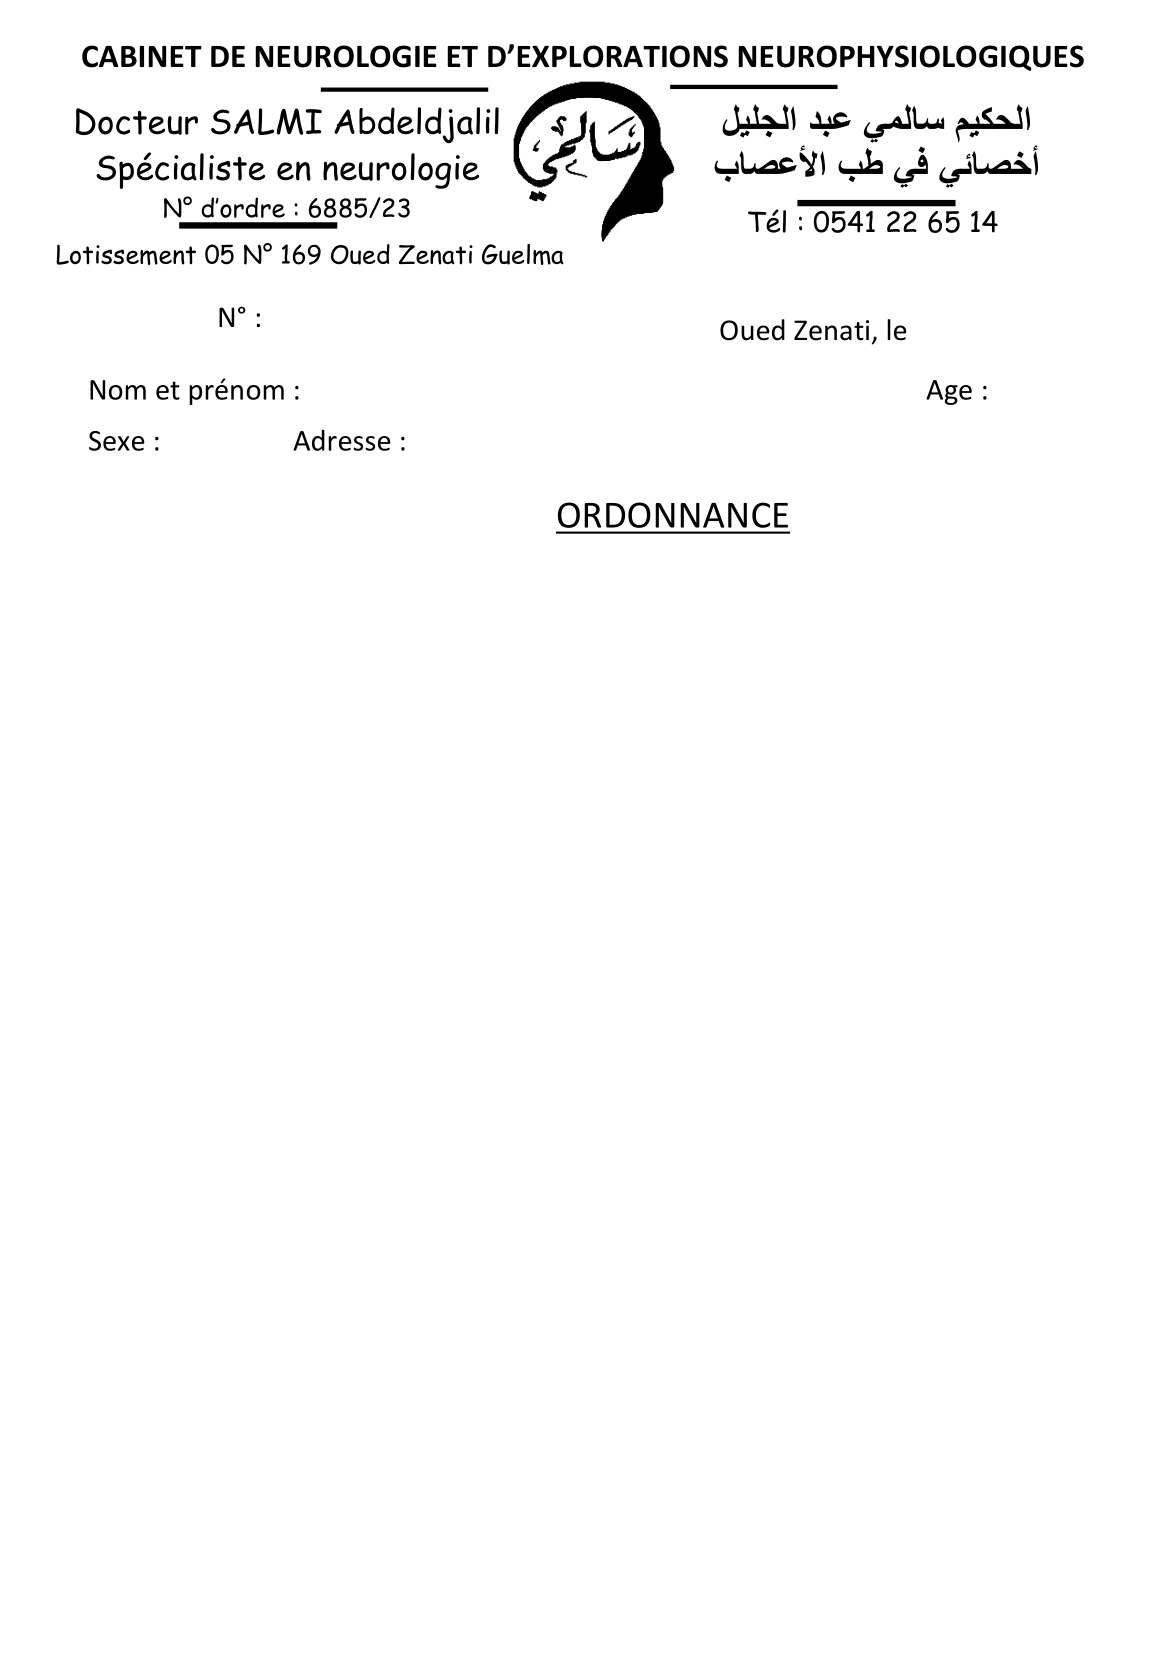 CABINET DE NEUROLOGIE ET D’EXPLORATIONS NEUROPHYSIOLOGIQUES
Docteur SALMI Abdeldjalil
Spécialiste en neurologie
N° d’ordre : 6885/23
Lotissement 05 N° 169 Oued Zenati Guelma
سالمي
الحكيم سالمي عبد الجليل
أخصائي في طب الأعصاب
Tél : 0541 22 65 14
N° :
Oued Zenati, le
Nom et prénom :
Age :
Sexe : Adresse :
ORDONNANCE